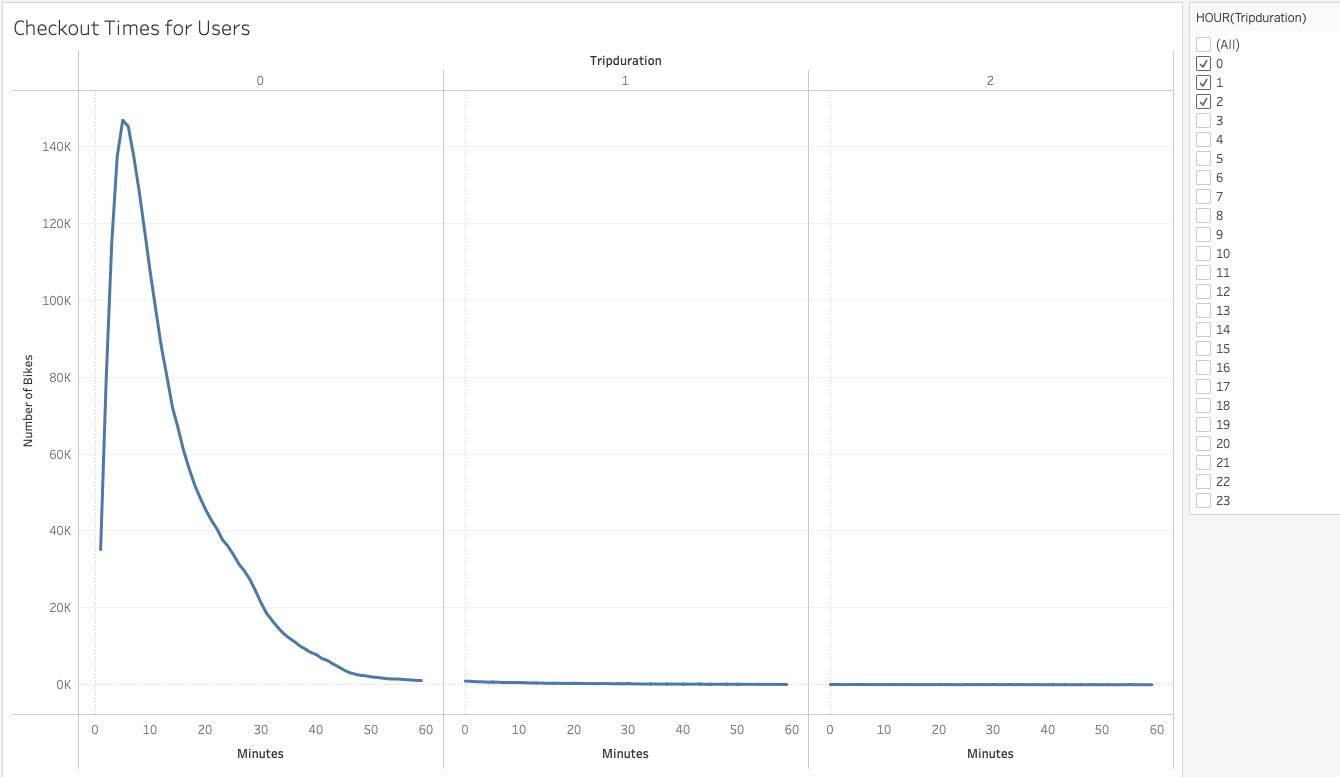 Checkout Times for Users
Tripduration
0 1 2
140K
120K
100K
80K
60K
40K
20K
0K
Number of Bikes
0 10 20 30 40 50 60 0 10 20 30 40 50 60 0 10 20 30 40 50 60
Minutes Minutes Minutes
HOUR(Tripduration)
(All)
0
1
2
3
4
5
6
7
8
9
10
11
12
13
14
15
16
17
18
19
20
21
22
23